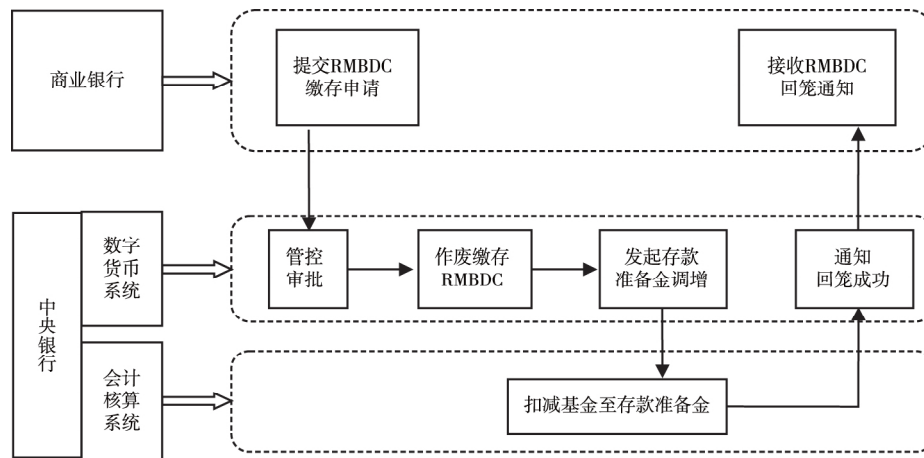 商业银行
提交RMBDC
缴存申请
接收RMBDC
回笼通知
中央银行
数字
货币
系统
管控
审批
作废缴存
RMBDC
发起存款
准备金调增
通知
回笼成功
会计
核算
系统
扣减基金至存款准备金